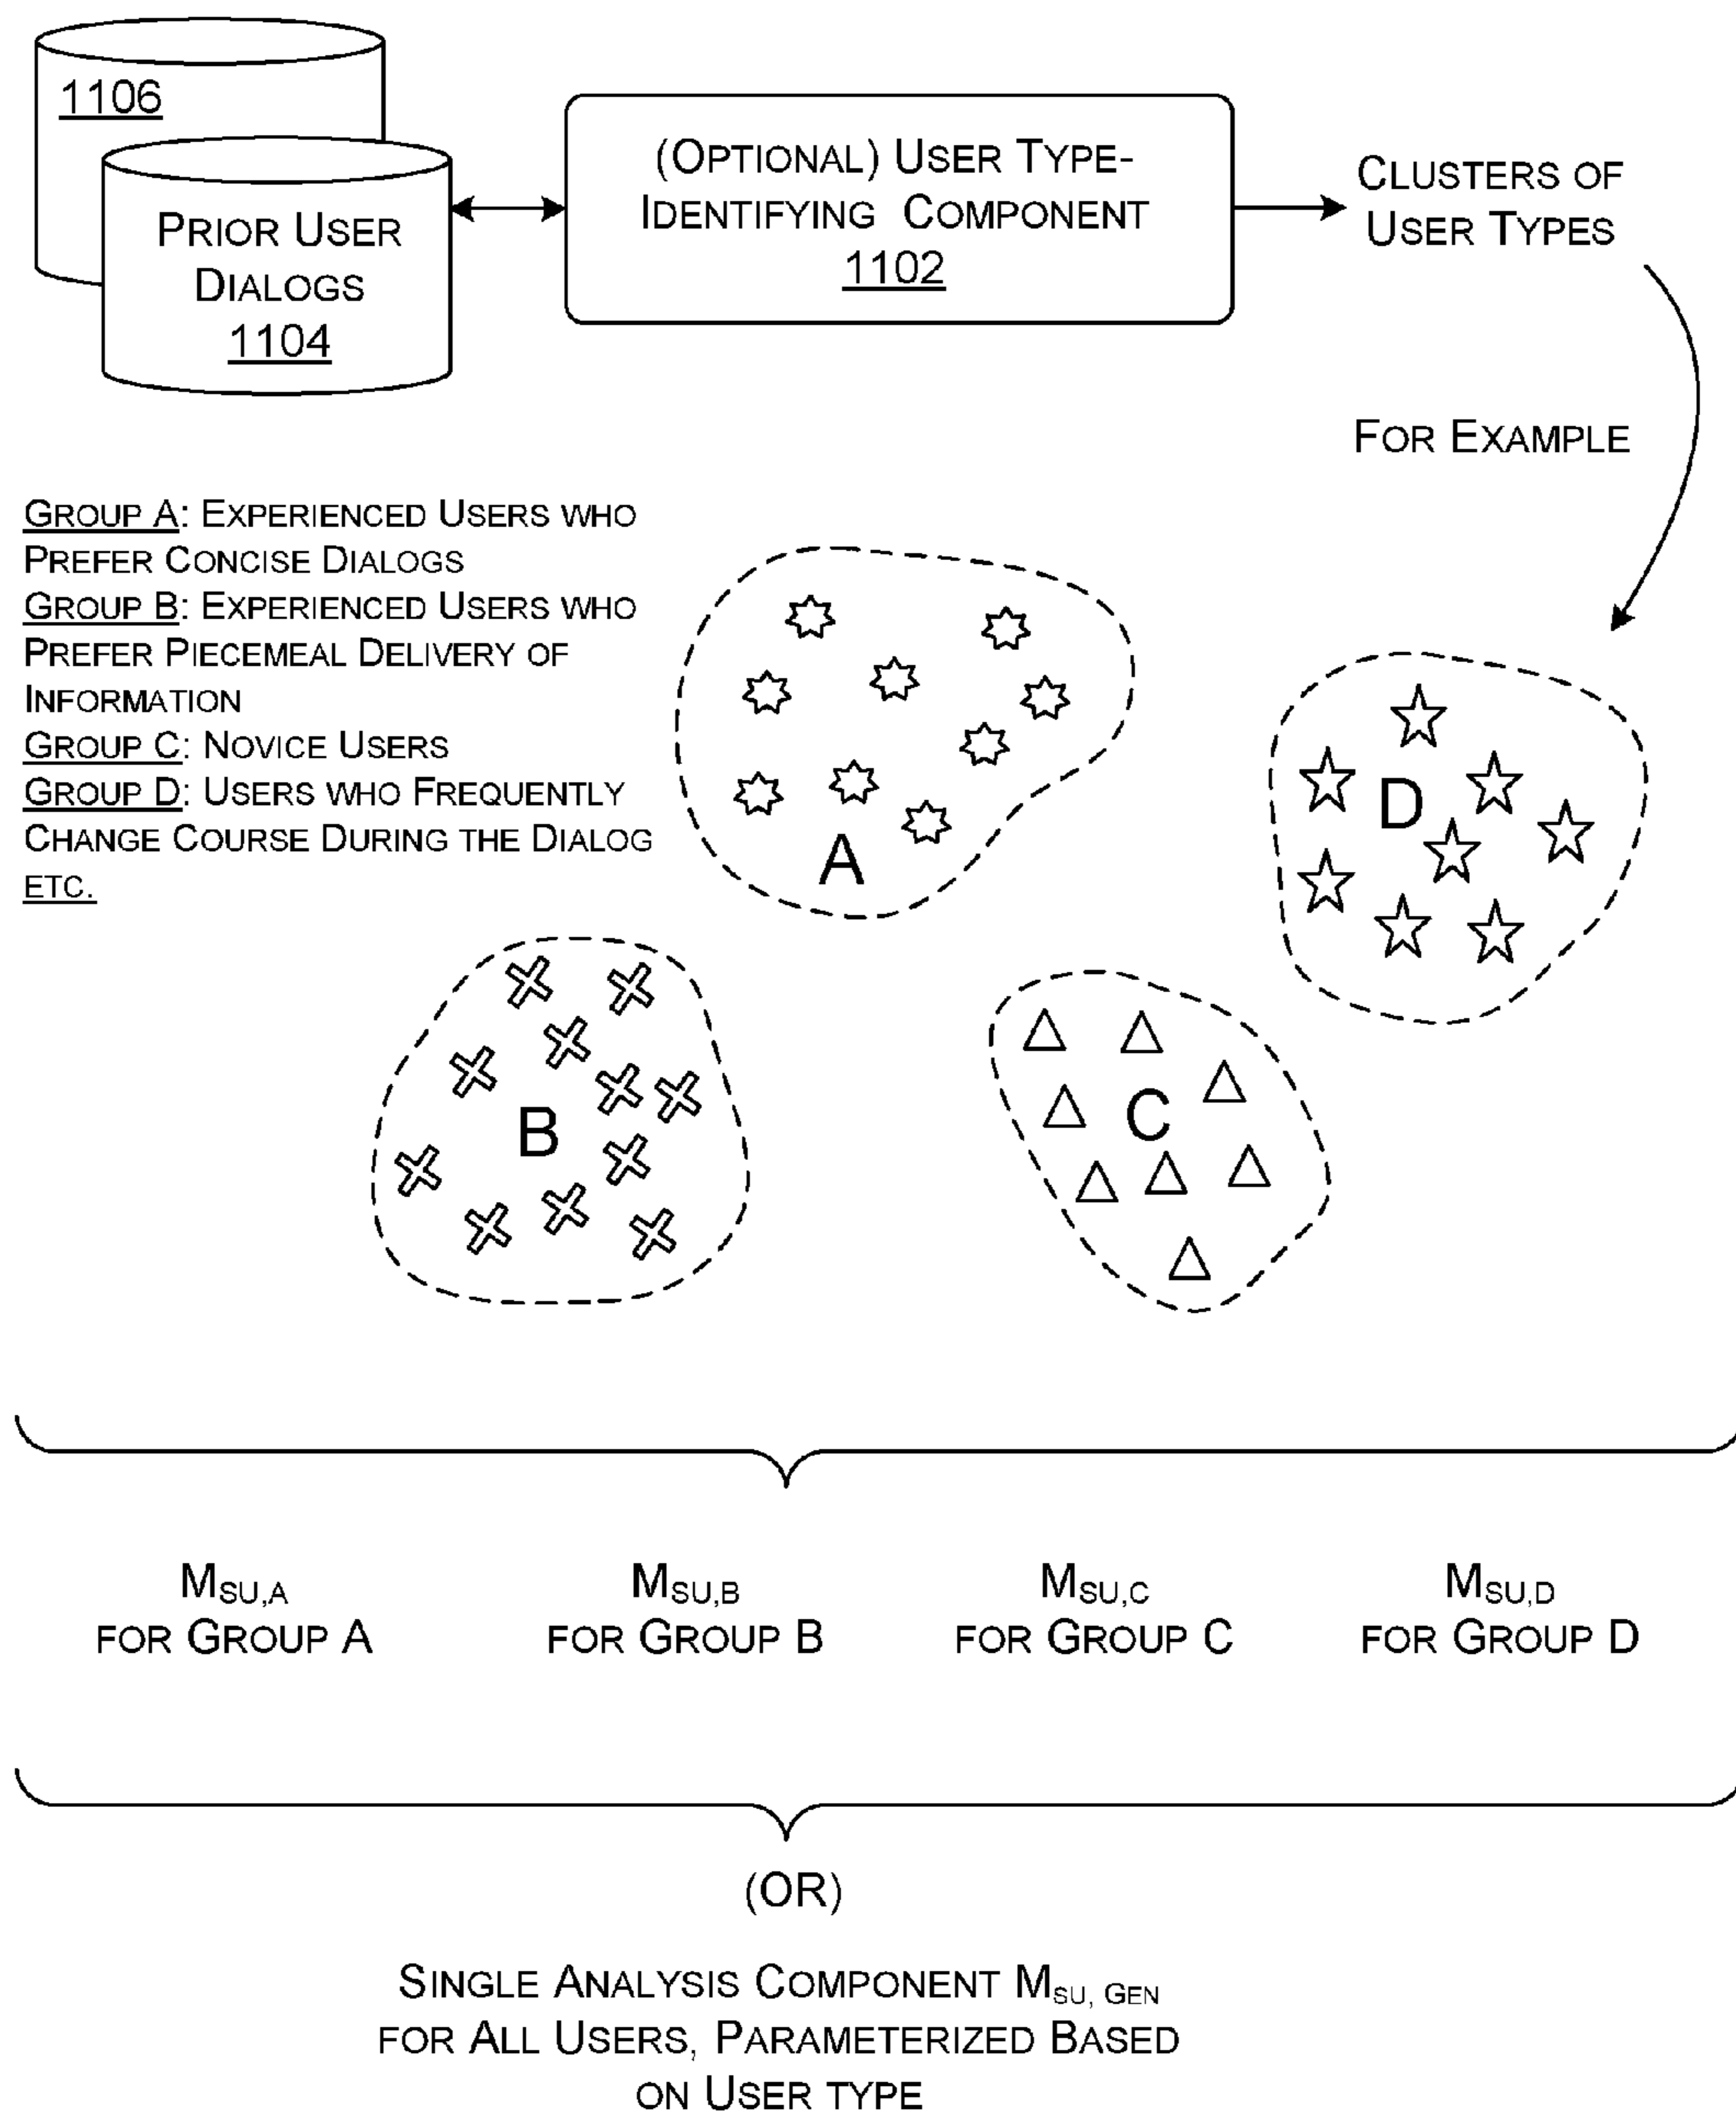 1106
PRIOR USER
DIALOGS
1104
(OPTIONAL) USER TYPE-
IDENTIFYING COMPONENT
1102
CLUSTERS OF
USER TYPES
FOR EXAMPLE
GROUP A: EXPERIENCED USERS WHO
PREFER CONCISE DIALOGS
GROUP B: EXPERIENCED USERS WHO
PREFER PIECEMEAL DELIVERY OF
INFORMATION
GROUP C: NOVICE USERS
GROUP D: USERS WHO FREQUENTLY
CHANGE COURSE DURING THE DIALOG
ETC.
A
D
B
C
MSU,A
FOR GROUP A
MSU,B
FOR GROUP B
MSU,C
FOR GROUP C
MSU,D
FOR GROUP D
(OR)
SINGLE ANALYSIS COMPONENT MSU, GEN
FOR ALL USERS, PARAMETERIZED BASED
ON USER TYPE